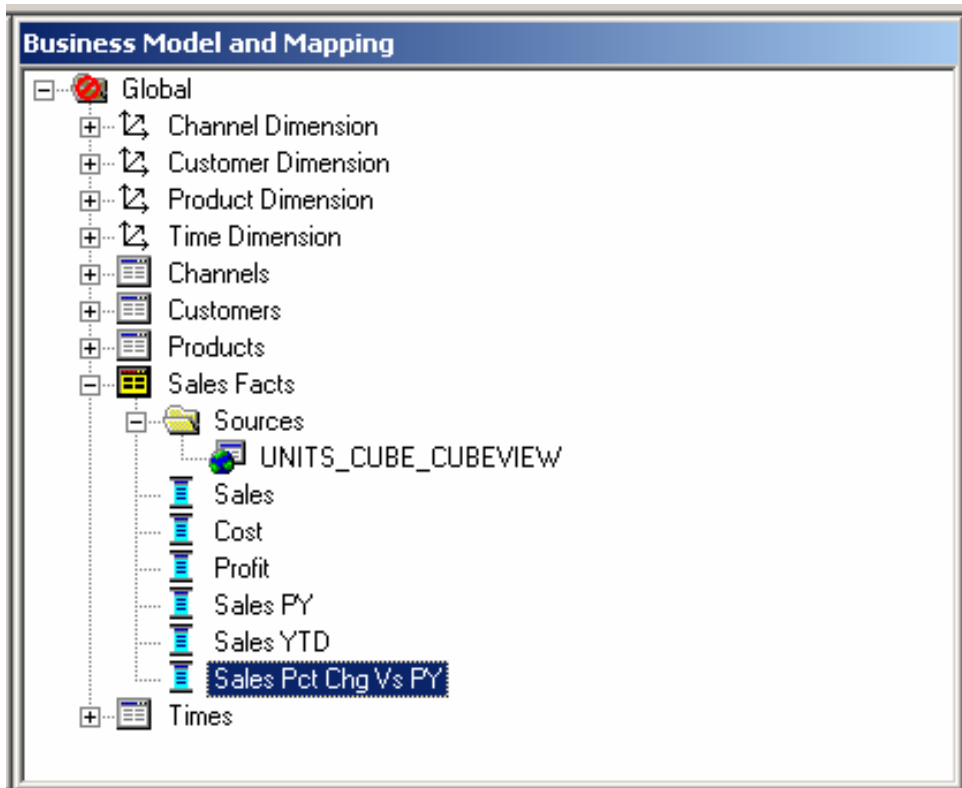 Business Model and Mapping
Global
Channel Dimension
Customer Dimension
Product Dimension
Time Dimension
Channels
Customers
Products
Sales Facts
Sources
UNITS_CUBE_CUBEVIEW
Sales
Cost
Profit
Sales PY
Sales YTD
Sales Pct Chg Vs PY
Times